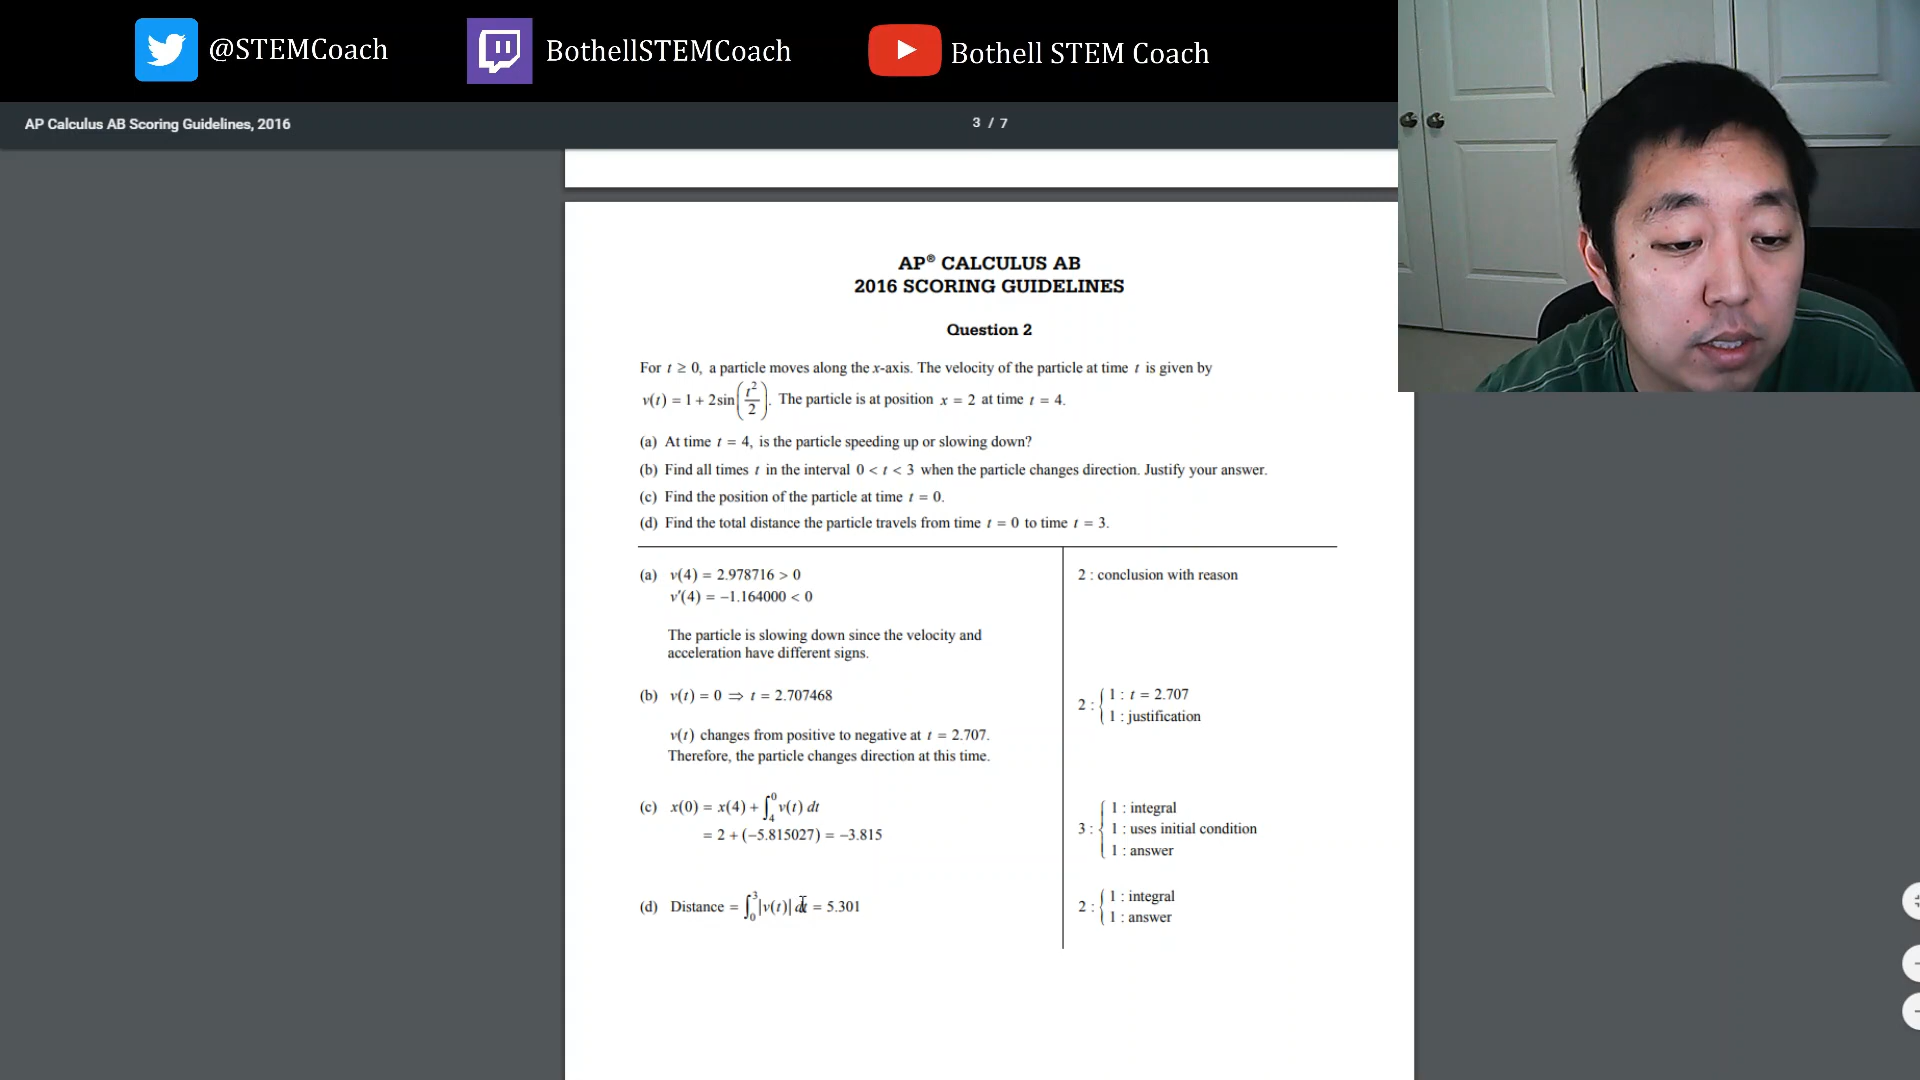 @STEMCoach
BothellSTEMCoach
Bothell STEM Coach
AP Calculus AB Scoring Guidelines, 2016
3 / 7
AP® CALCULUS AB
2016 SCORING GUIDELINES
Question 2
For t ≥ 0, a particle moves along the x-axis. The velocity of the particle at time t is given by
v(t) = 1 + 2sin(t²/2). The particle is at position x = 2 at time t = 4.
(a) At time t = 4, is the particle speeding up or slowing down?
(b) Find all times t in the interval 0 < t < 3 when the particle changes direction. Justify your answer.
(c) Find the position of the particle at time t = 0.
(d) Find the total distance the particle travels from time t = 0 to time t = 3.
(a) v(4) = 2.978716 > 0
v′(4) = −1.164000 < 0
The particle is slowing down since the velocity and
acceleration have different signs.
2 : conclusion with reason
(b) v(t) = 0 ⇒ t = 2.707468
v(t) changes from positive to negative at t = 2.707.
Therefore, the particle changes direction at this time.
2 : { 1 : t = 2.707
1 : justification
(c) x(0) = x(4) + ∫₄⁰ v(t) dt
= 2 + (−5.815027) = −3.815
3 : { 1 : integral
1 : uses initial condition
1 : answer
(d) Distance = ∫₀³ |v(t)| dt = 5.301
2 : { 1 : integral
1 : answer